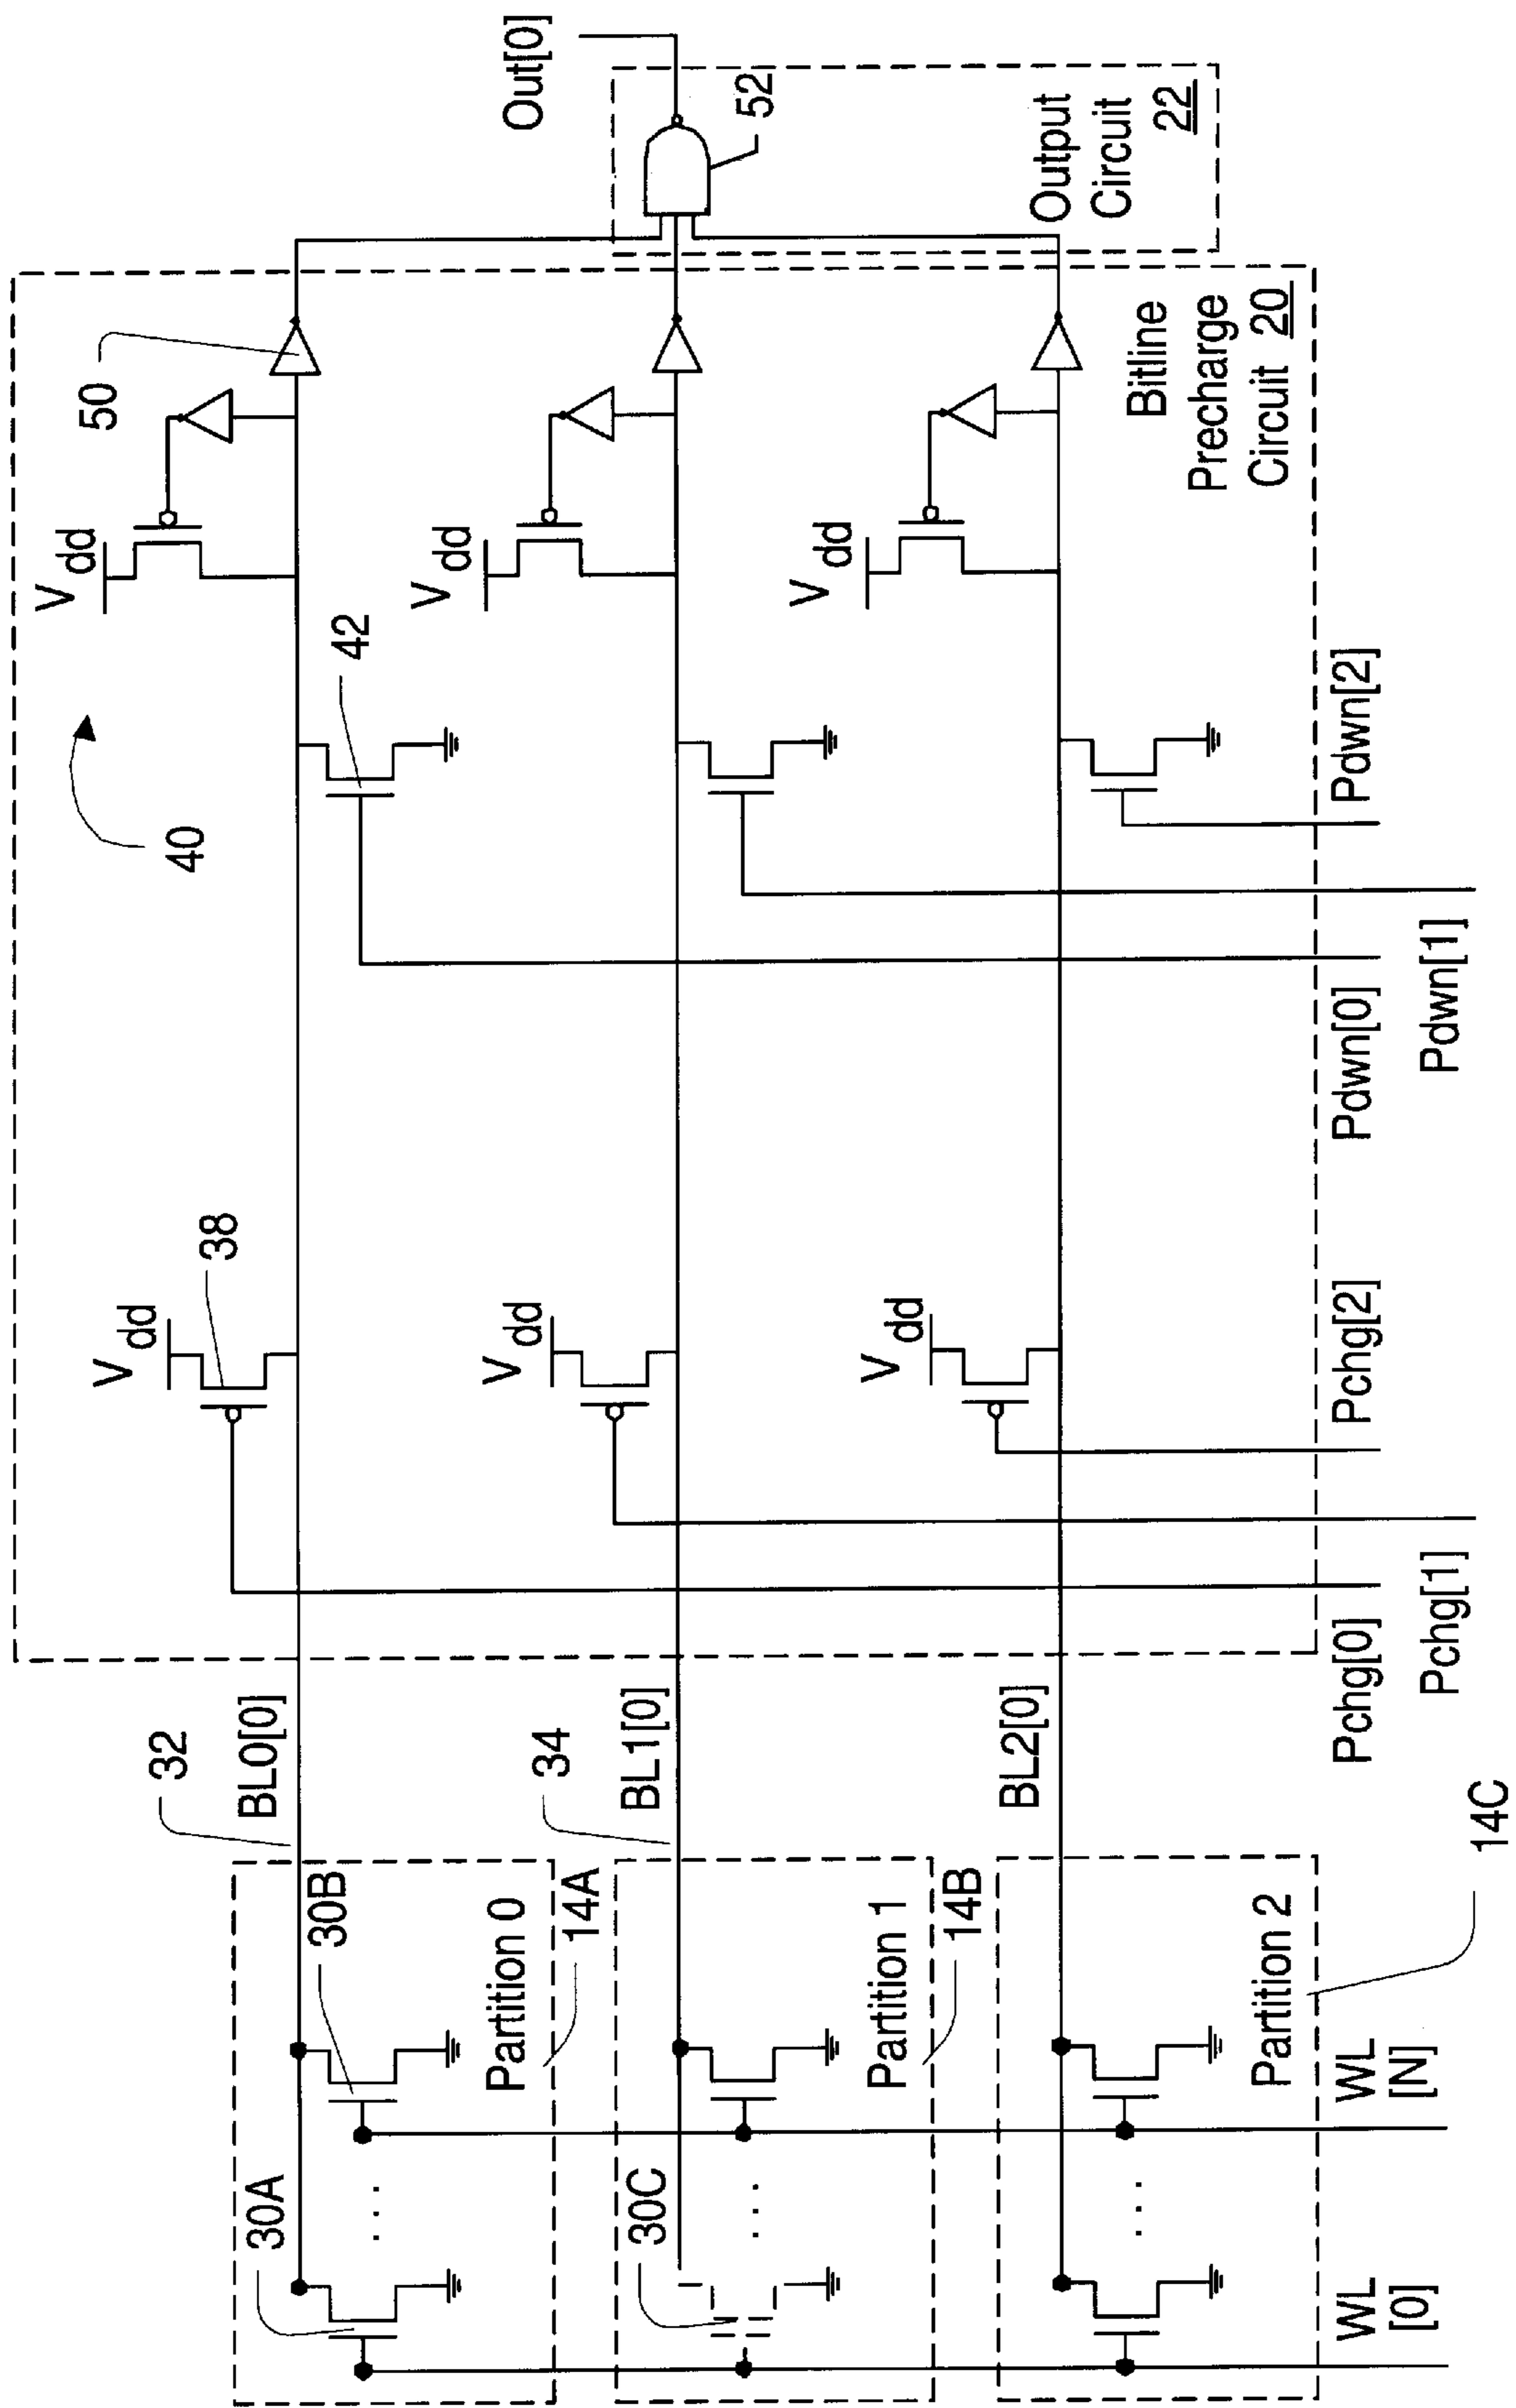 Out[0]
52
Output
Circuit 22
50
V
dd
V
dd
V
dd
42
40
Bitline
Precharge
Circuit 20
Pdwn[2]
Pdwn[1]
Pdwn[0]
38
V
dd
V
dd
V
dd
Pchg[2]
Pchg[1]
Pchg[0]
32
BL0[0]
34
BL1[0]
BL2[0]
14C
30B
Partition 0
14A
Partition 1
14B
Partition 2
WL
[N]
30A
. . .
30C
. . .
. . .
WL
[0]